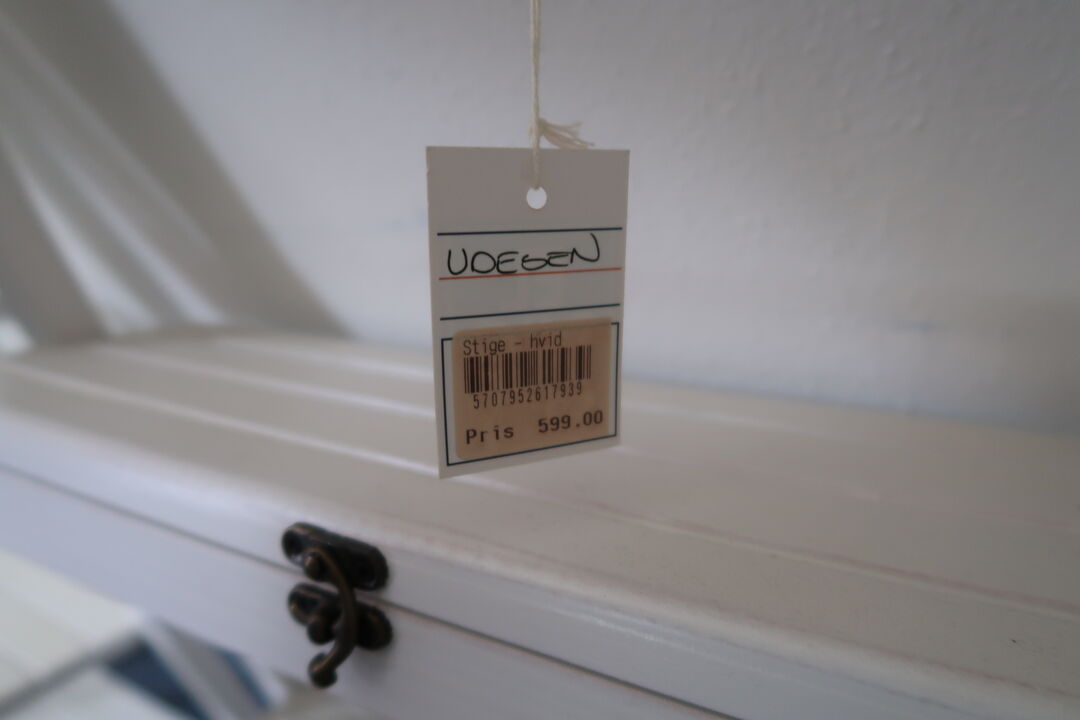 UDEGEN
Stige - hvid
5707952617939
Pris 599.00